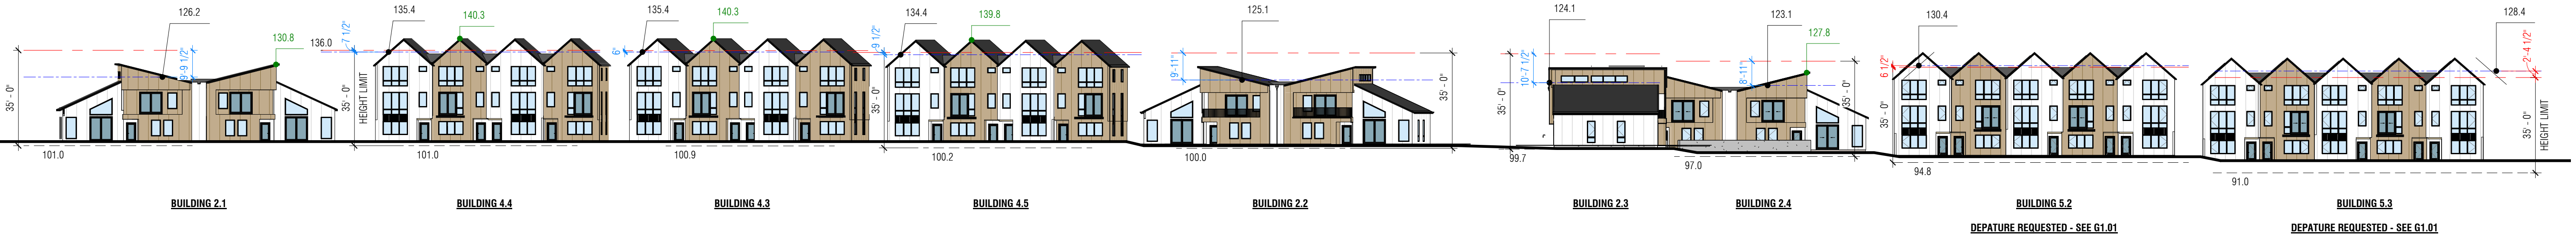 126.2
9'-9 1/2"
130.8
35' - 0"
101.0
BUILDING 2.1
136.0
7 1/2"
135.4
140.3
35' - 0"
HEIGHT LIMIT
101.0
BUILDING 4.4
135.4
140.3
6"
100.9
BUILDING 4.3
134.4
139.8
9 1/2"
35' - 0"
100.2
BUILDING 4.5
125.1
9'-11"
35' - 0"
100.0
BUILDING 2.2
124.1
10'-7 1/2"
35' - 0"
99.7
BUILDING 2.3
123.1
127.8
8'-11"
35' - 0"
97.0
BUILDING 2.4
130.4
6 1/2"
35' - 0"
94.8
BUILDING 5.2
DEPATURE REQUESTED - SEE G1.01
128.4
2'-4 1/2"
35' - 0"
HEIGHT LIMIT
91.0
BUILDING 5.3
DEPATURE REQUESTED - SEE G1.01